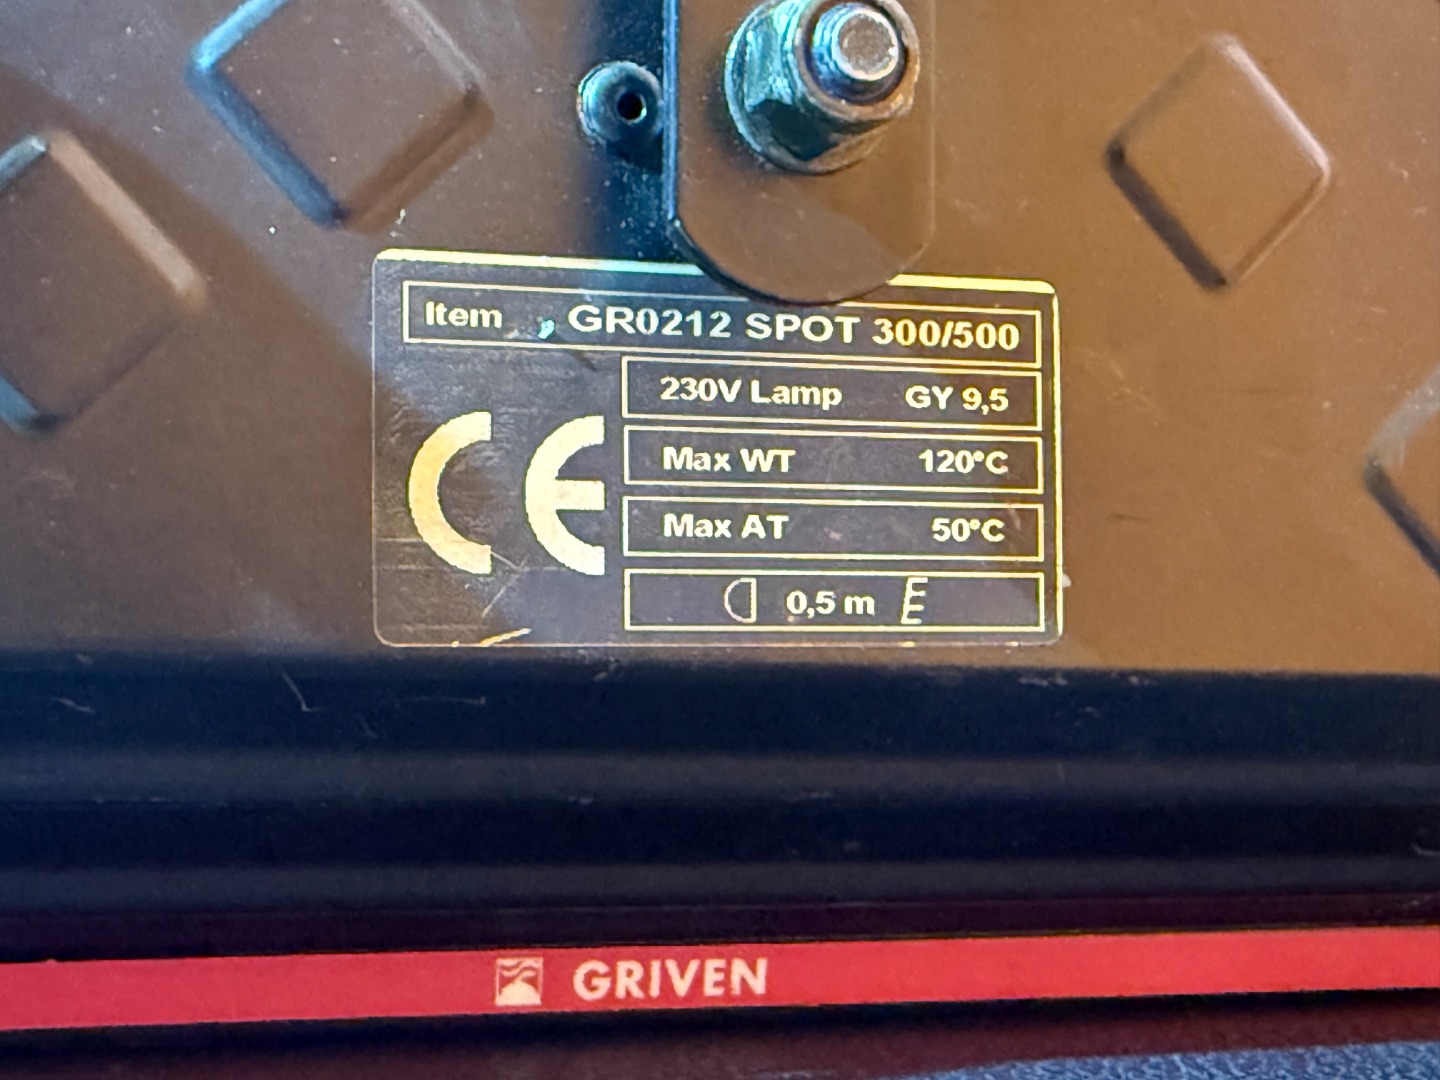 Item GR0212 SPOT 300/500
230V Lamp GY 9,5
Max WT 120°C
Max AT 50°C
CE
0,5 m
GRIVEN